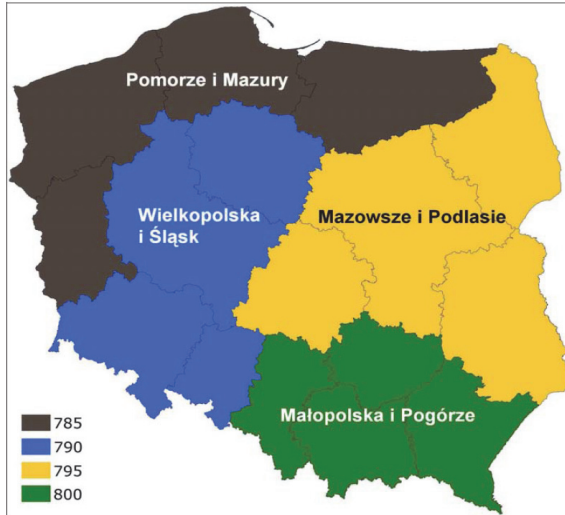 Pomorze i Mazury
Wielkopolska
i Śląsk
Mazowsze i Podlasie
Małopolska i Pogórze
785
790
795
800